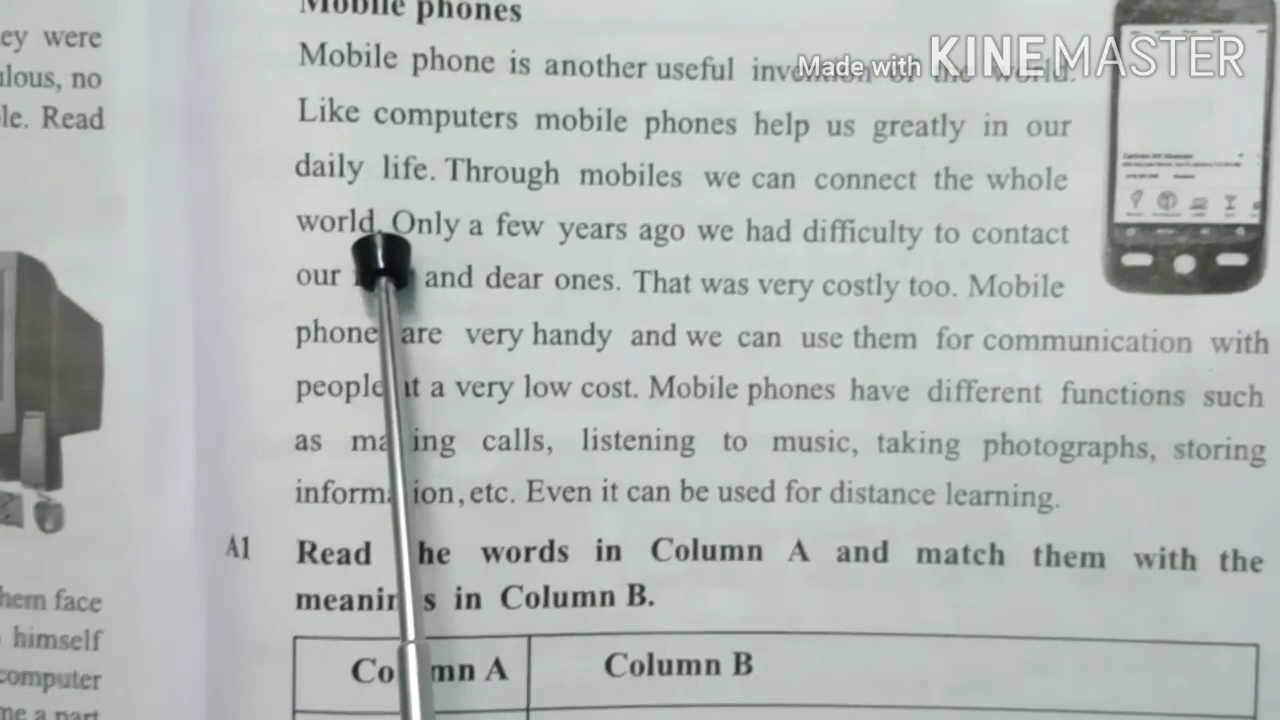 ey were
lous, no
le. Read
hem face
himself
computer
me a part
Mobile phones
Mobile phone is another useful invention of the world.
Like computers mobile phones help us greatly in our
daily life. Through mobiles we can connect the whole
world. Only a few years ago we had difficulty to contact
our and dear ones. That was very costly too. Mobile
phone are very handy and we can use them for communication with
people at a very low cost. Mobile phones have different functions such
as making calls, listening to music, taking photographs, storing
information, etc. Even it can be used for distance learning.
A1 Read the words in Column A and match them with the
meanings in Column B.
Column A Column B
Made with KINEMASTER